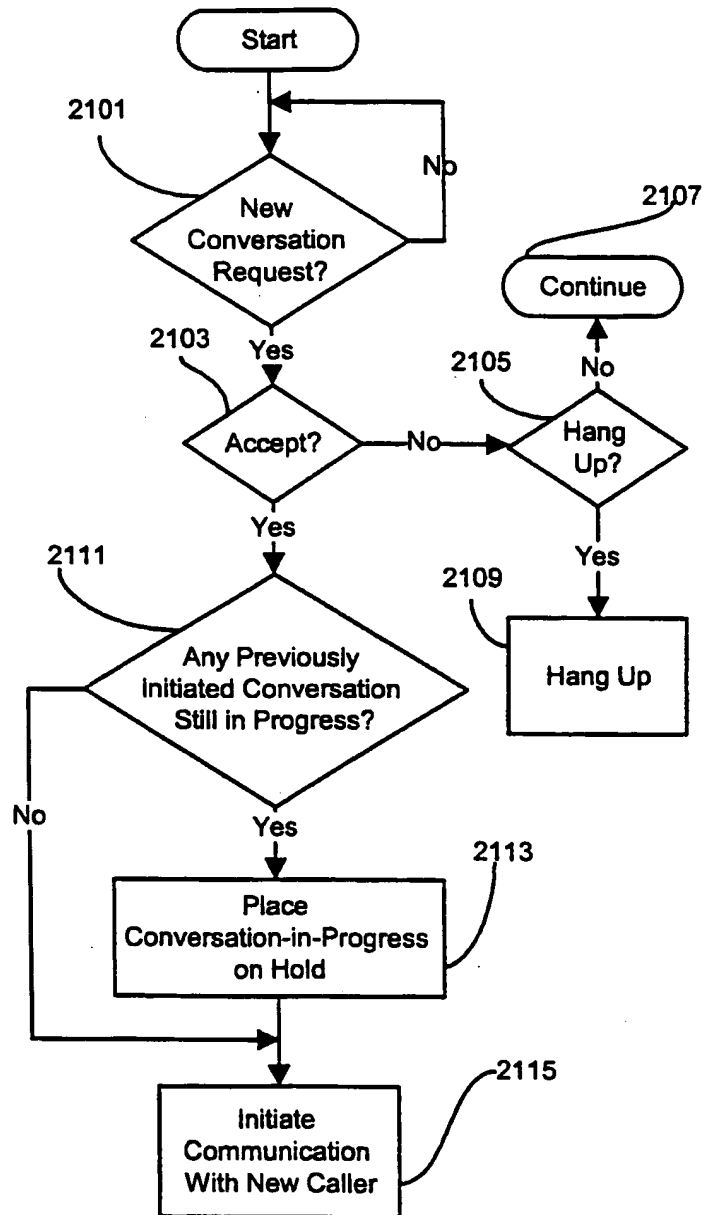 Start
2101
No
New
Conversation
Request?
2107
Continue
Yes
2103
2105
No
Accept?
No
Hang
Up?
Yes
Yes
2111
2109
Any Previously
Initiated Conversation
Still in Progress?
Hang Up
No
Yes
2113
Place
Conversation-in-Progress
on Hold
2115
Initiate
Communication
With New Caller